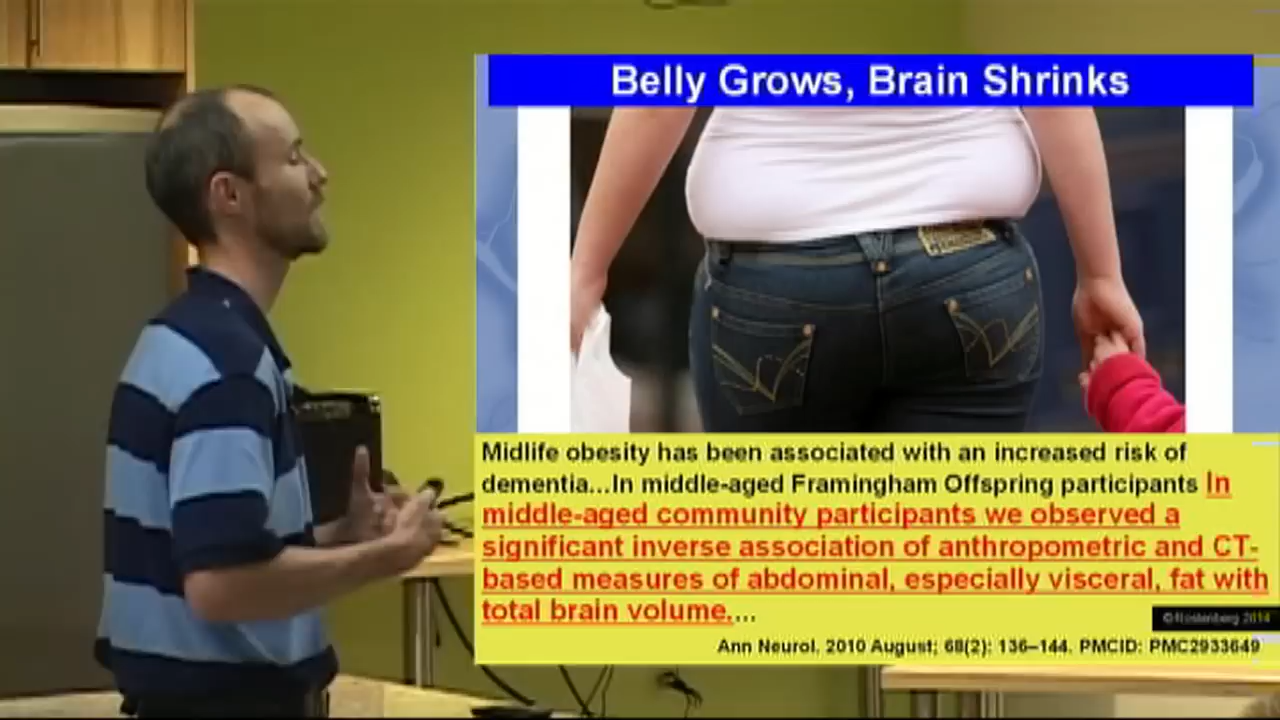 Belly Grows, Brain Shrinks
Midlife obesity has been associated with an increased risk of
dementia...In middle-aged Framingham Offspring participants In
middle-aged community participants we observed a
significant inverse association of anthropometric and CT-
based measures of abdominal, especially visceral, fat with
total brain volume....
©Rostenberg 2014
Ann Neurol. 2010 August; 68(2): 136–144. PMCID: PMC2933649